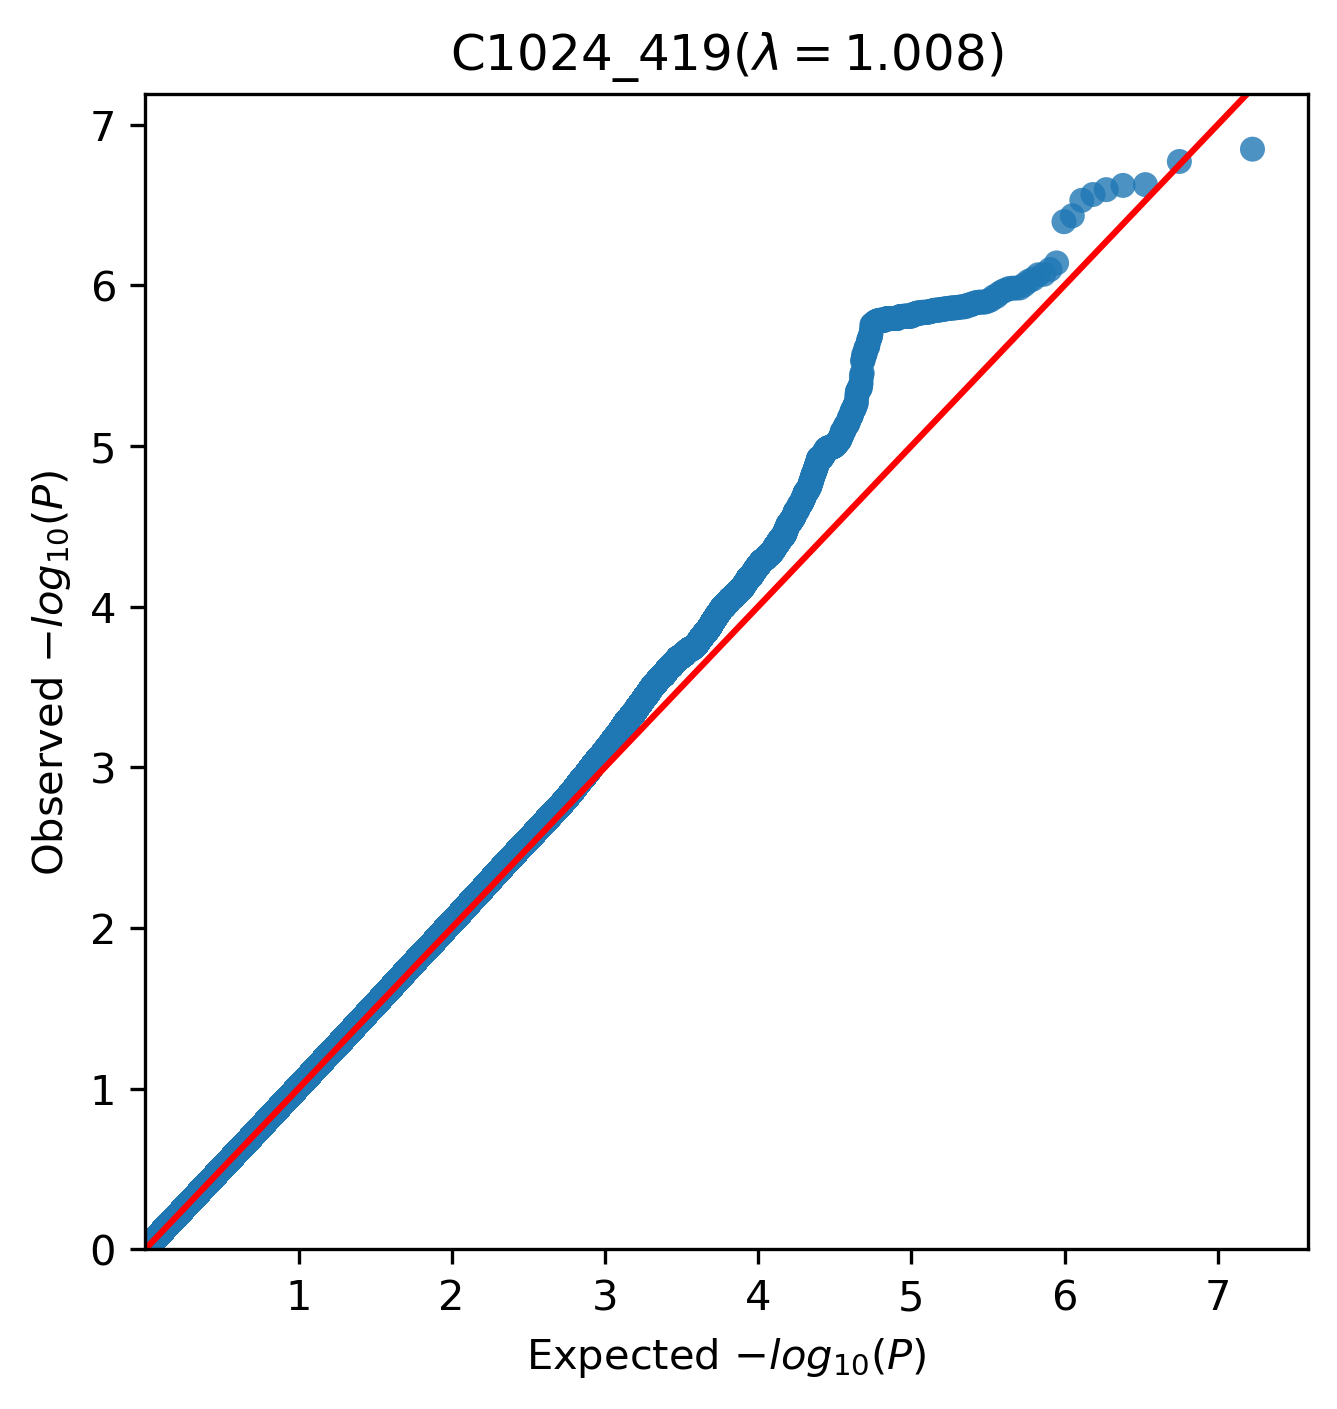 C1024_419(λ = 1.008)
Observed −log₁₀(P)
7
6
5
4
3
2
1
0
1 2 3 4 5 6 7
Expected −log₁₀(P)